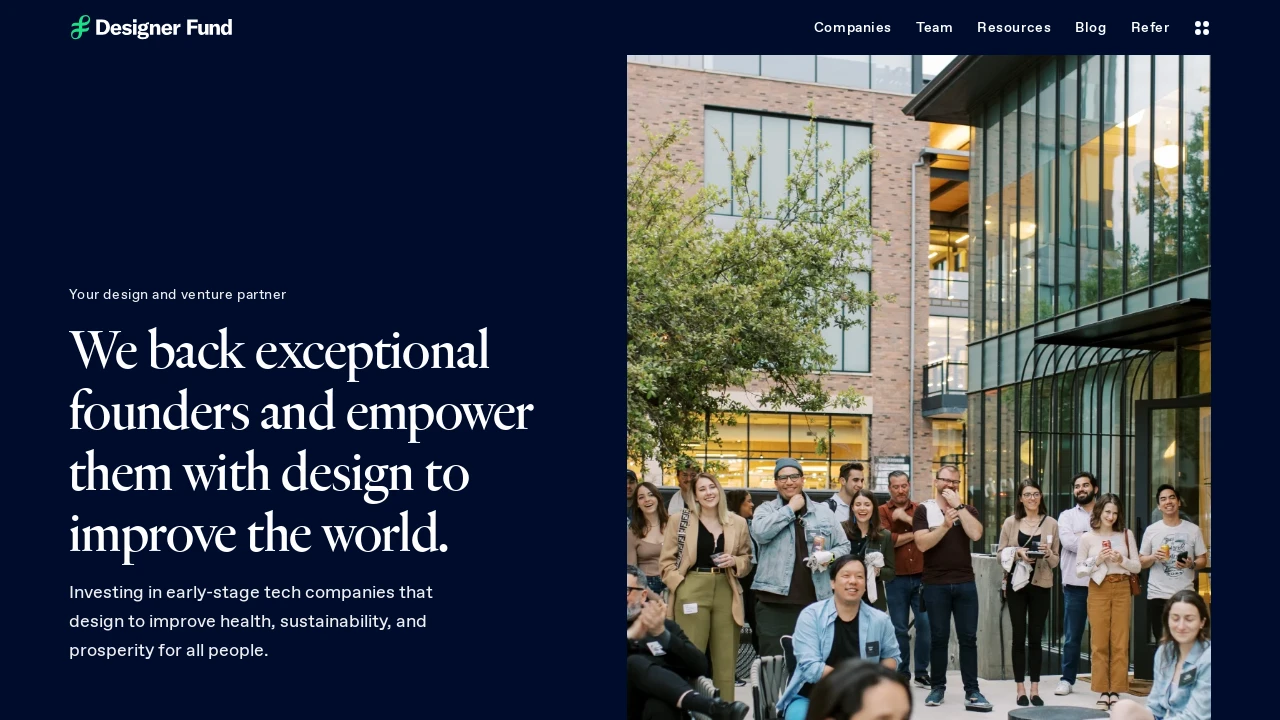 Designer Fund
Companies
Team
Resources
Blog
Refer
Your design and venture partner
We back exceptional
founders and empower
them with design to
improve the world.
Investing in early-stage tech companies that
design to improve health, sustainability, and
prosperity for all people.